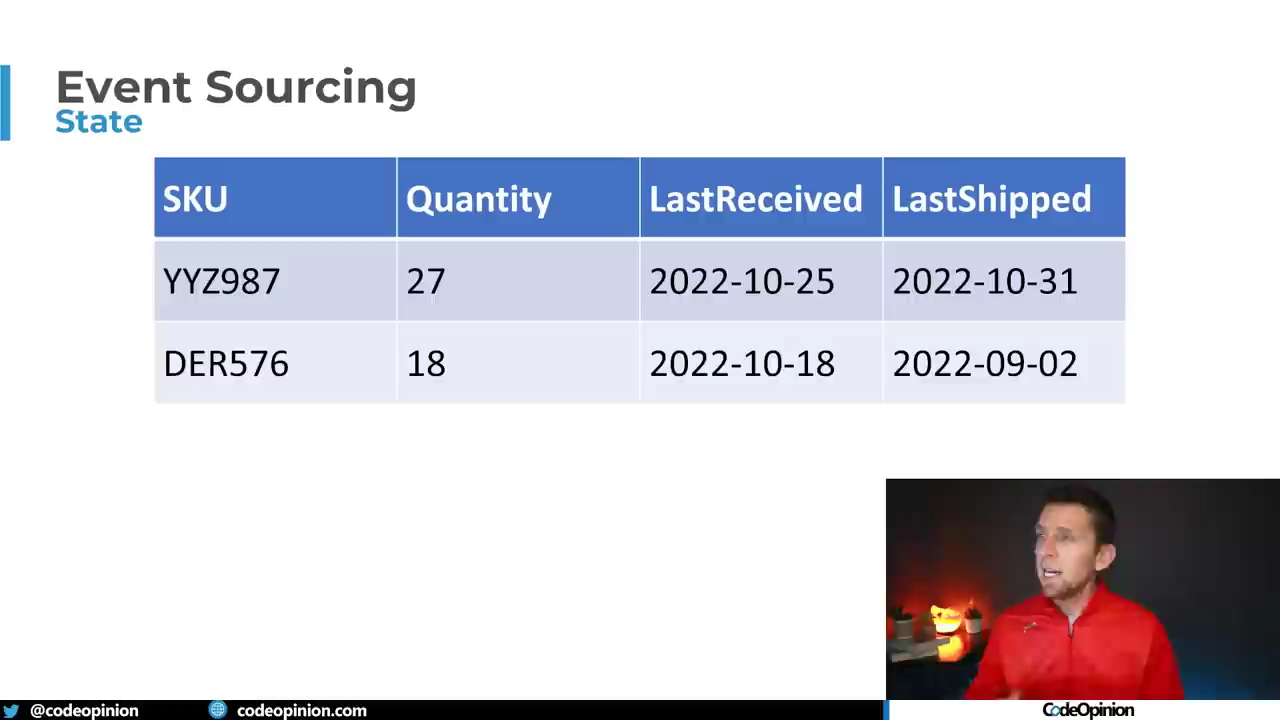 Event Sourcing
State
SKU Quantity LastReceived LastShipped
YYZ987 27 2022-10-25 2022-10-31
DER576 18 2022-10-18 2022-09-02
@codeopinion codeopinion.com CodeOpinion